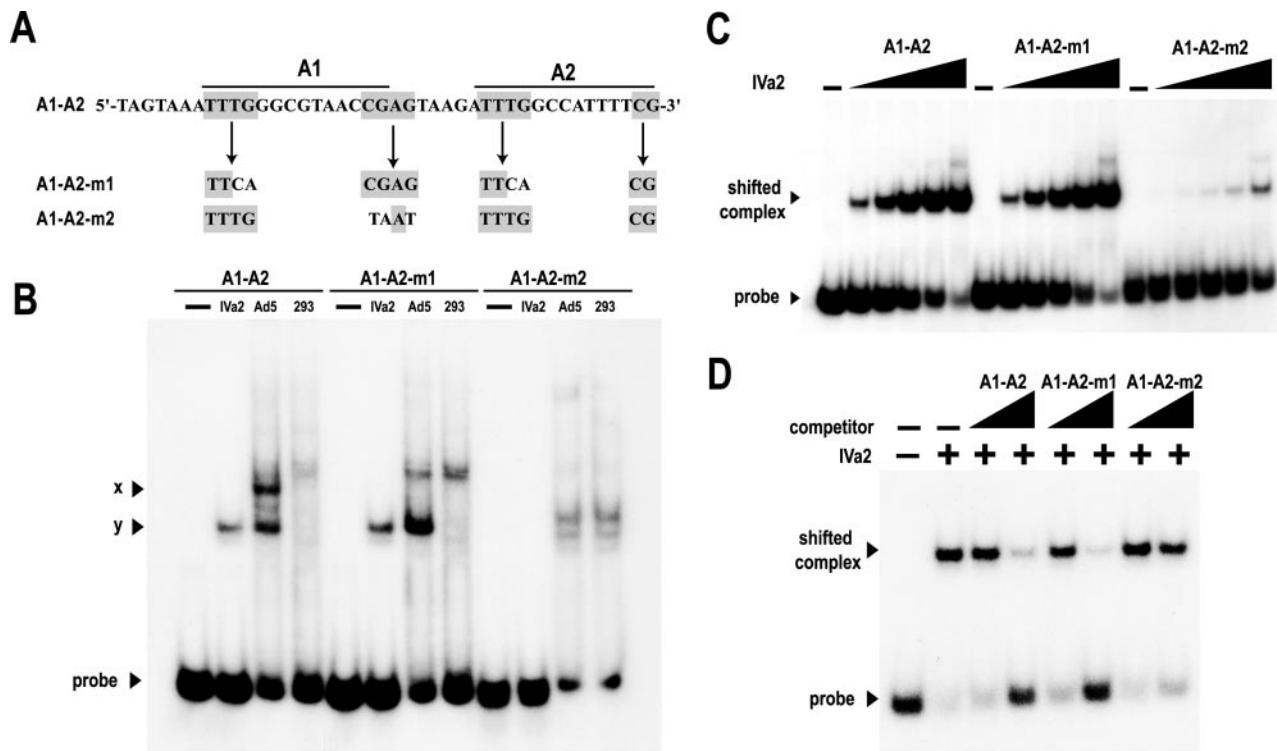 A
A1 A2
A1-A2 5'-TAGTAAATTTGGGCGTAACCGAGTAAGATTTGGCCATTTTCG-3'
A1-A2-m1 TTCA CGAG TTCA CG
A1-A2-m2 TTTG TAAT TTTG CG
B
A1-A2 A1-A2-m1 A1-A2-m2
– IVa2 Ad5 293 – IVa2 Ad5 293 – IVa2 Ad5 293
x
y
probe
C
A1-A2 A1-A2-m1 A1-A2-m2
IVa2 – – –
shifted
complex
probe
D
A1-A2 A1-A2-m1 A1-A2-m2
competitor – –
IVa2 – + + + + + + +
shifted
complex
probe